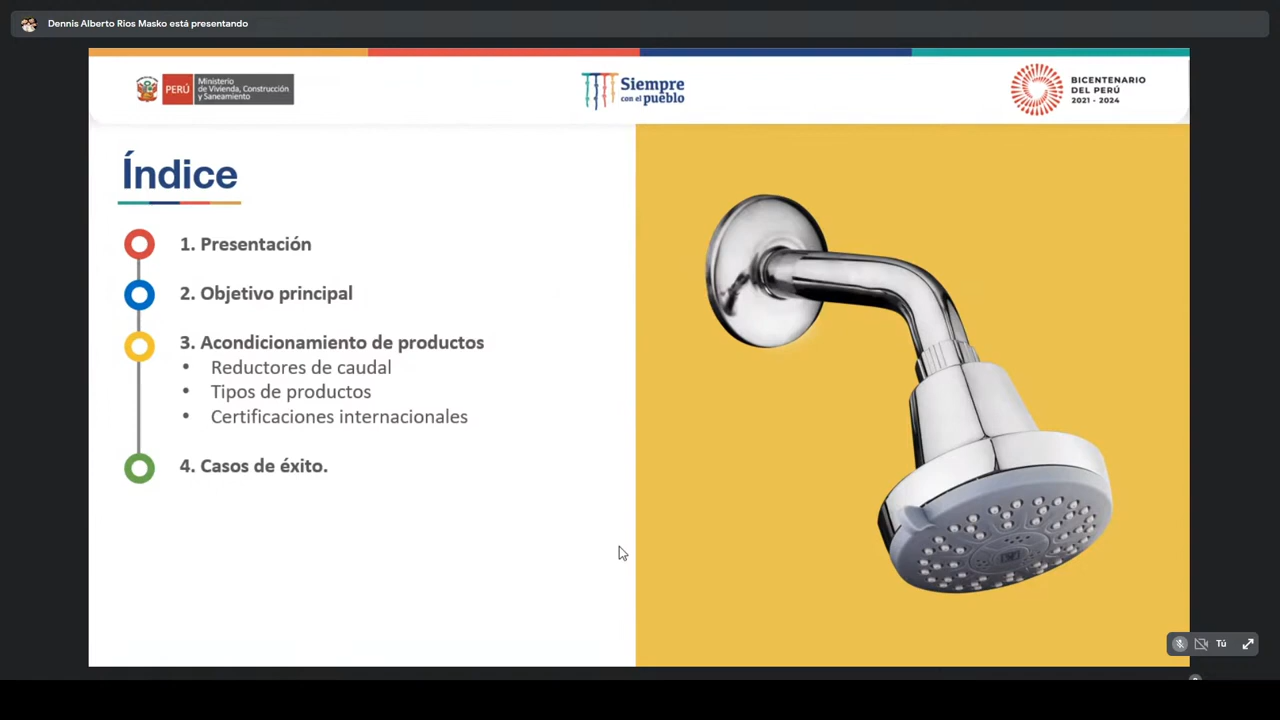 Dennis Alberto Rios Masko está presentando
PERÚ
Ministerio
de Vivienda, Construcción
y Saneamiento
Siempre
con el pueblo
BICENTENARIO
DEL PERÚ
2021 - 2024
Índice
1. Presentación
2. Objetivo principal
3. Acondicionamiento de productos
• Reductores de caudal
• Tipos de productos
• Certificaciones internacionales
4. Casos de éxito.
Tú